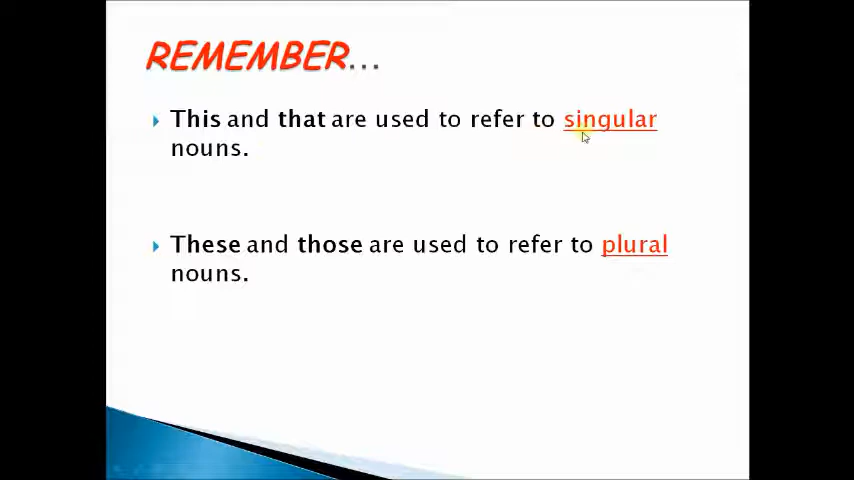 REMEMBER...
This and that are used to refer to singular
nouns.
These and those are used to refer to plural
nouns.